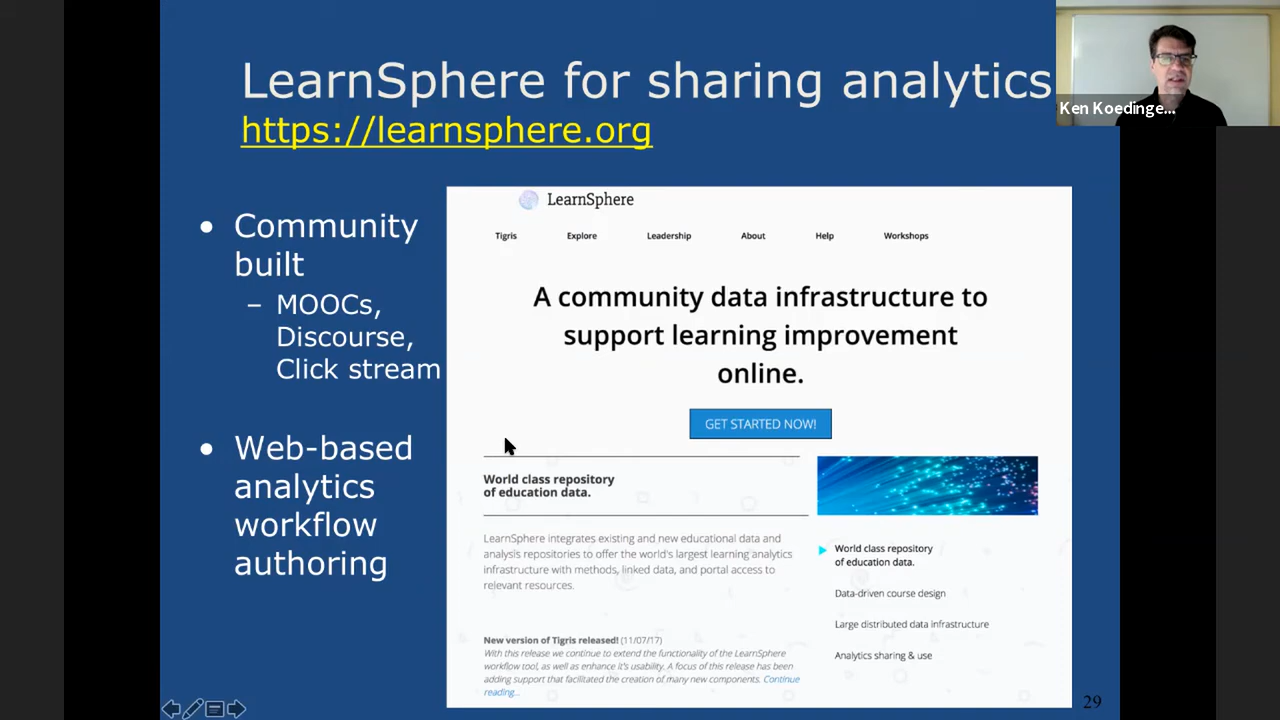 LearnSphere for sharing analytics
https://learnsphere.org
Ken Koedinge...
• Community
built
– MOOCs,
Discourse,
Click stream
• Web-based
analytics
workflow
authoring
LearnSphere
Tigris Explore Leadership About Help Workshops
A community data infrastructure to
support learning improvement
online.
GET STARTED NOW!
World class repository
of education data.
LearnSphere integrates existing and new educational data and
analysis repositories to offer the world's largest learning analytics
infrastructure with methods, linked data, and portal access to
relevant resources.
New version of Tigris released! (11/07/17)
With this release we continue to extend the functionality of the LearnSphere
workflow tool, as well as enhance it's usability. A focus of this release has been
adding support that facilitated the creation of many new components. Continue
reading...
World class repository
of education data.
Data-driven course design
Large distributed data infrastructure
Analytics sharing & use
29